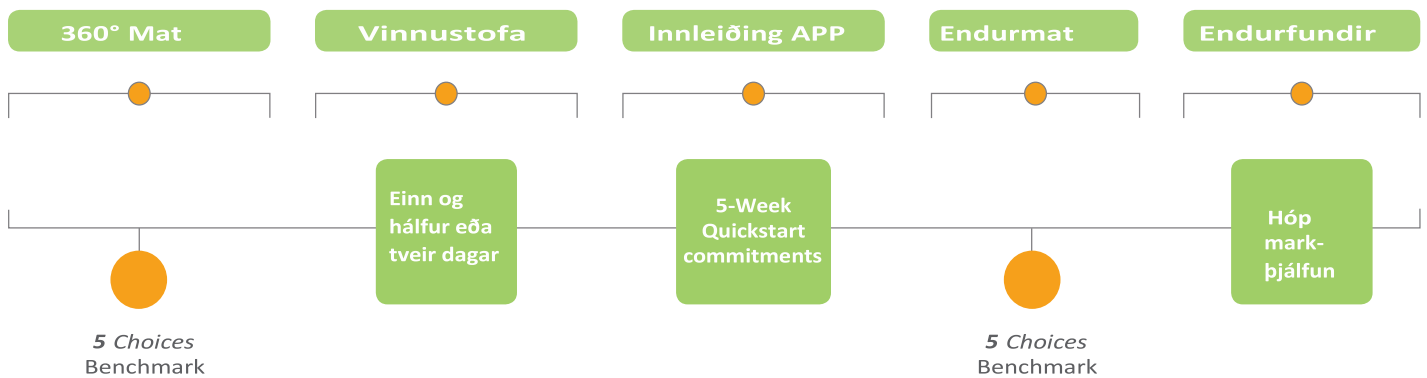 360° Mat
Vinnustofa
Innleiðing APP
Endurmat
Endurfundir
Einn og
hálfur eða
tveir dagar
5-Week
Quickstart
commitments
Hóp
mark-
þjálfun
5 Choices
Benchmark
5 Choices
Benchmark